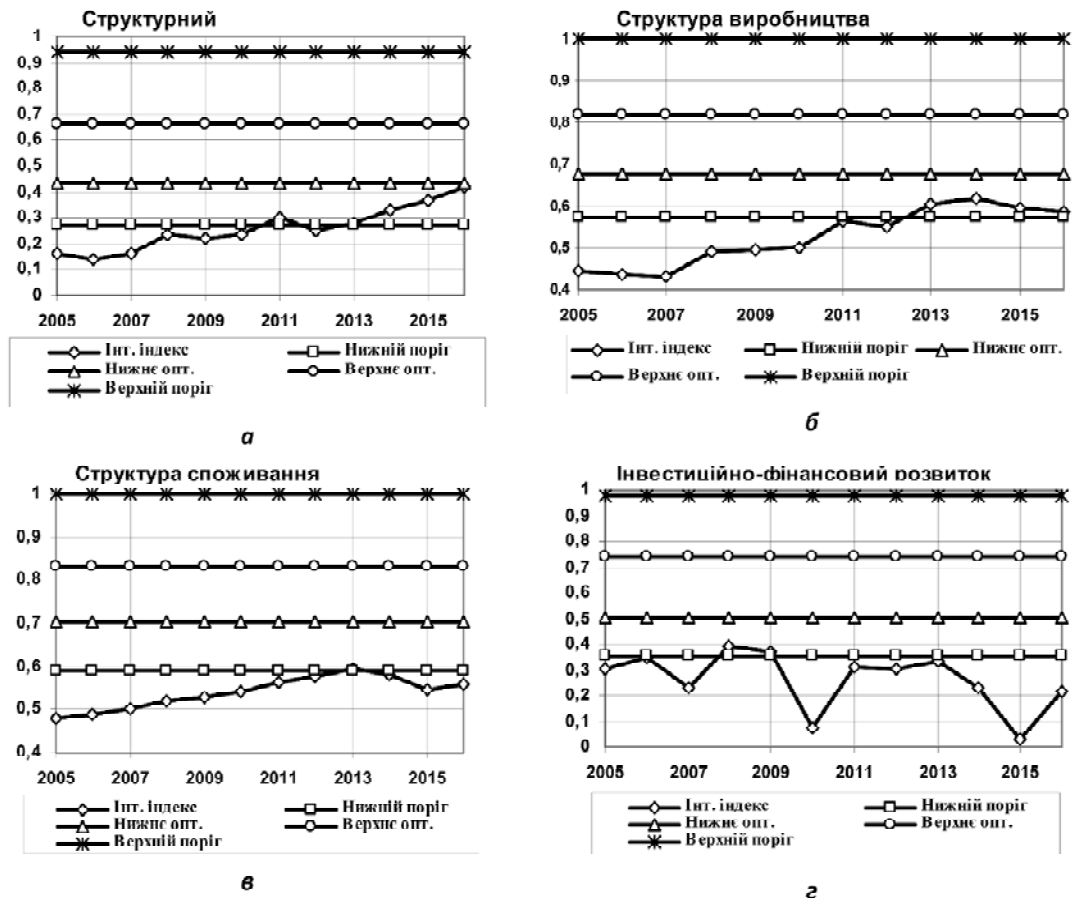 Структурний
1
0,9
0,8
0,7
0,6
0,5
0,4
0,3
0,2
0,1
0
2005 2007 2009 2011 2013 2015
Інт. індекс Нижній поріг
Нижнє опт. Верхнє опт.
Верхній поріг
а
Структура виробництва
1
0,9
0,8
0,7
0,6
0,5
0,4
2005 2007 2009 2011 2013 2015
Інт. індекс Нижній поріг Нижнє опт.
Верхнє опт. Верхній поріг
б
Структура споживання
1
0,9
0,8
0,7
0,6
0,5
0,4
2005 2007 2009 2011 2013 2015
Інт. індекс Нижній поріг
Нижнє опт. Верхнє опт.
Верхній поріг
в
Інвестиційно-фінансовий розвиток
1
0,9
0,8
0,7
0,6
0,5
0,4
0,3
0,2
0,1
0
2005 2007 2009 2011 2013 2015
Інт. індекс Нижній поріг
Нижнє опт. Верхнє опт.
Верхній поріг
г